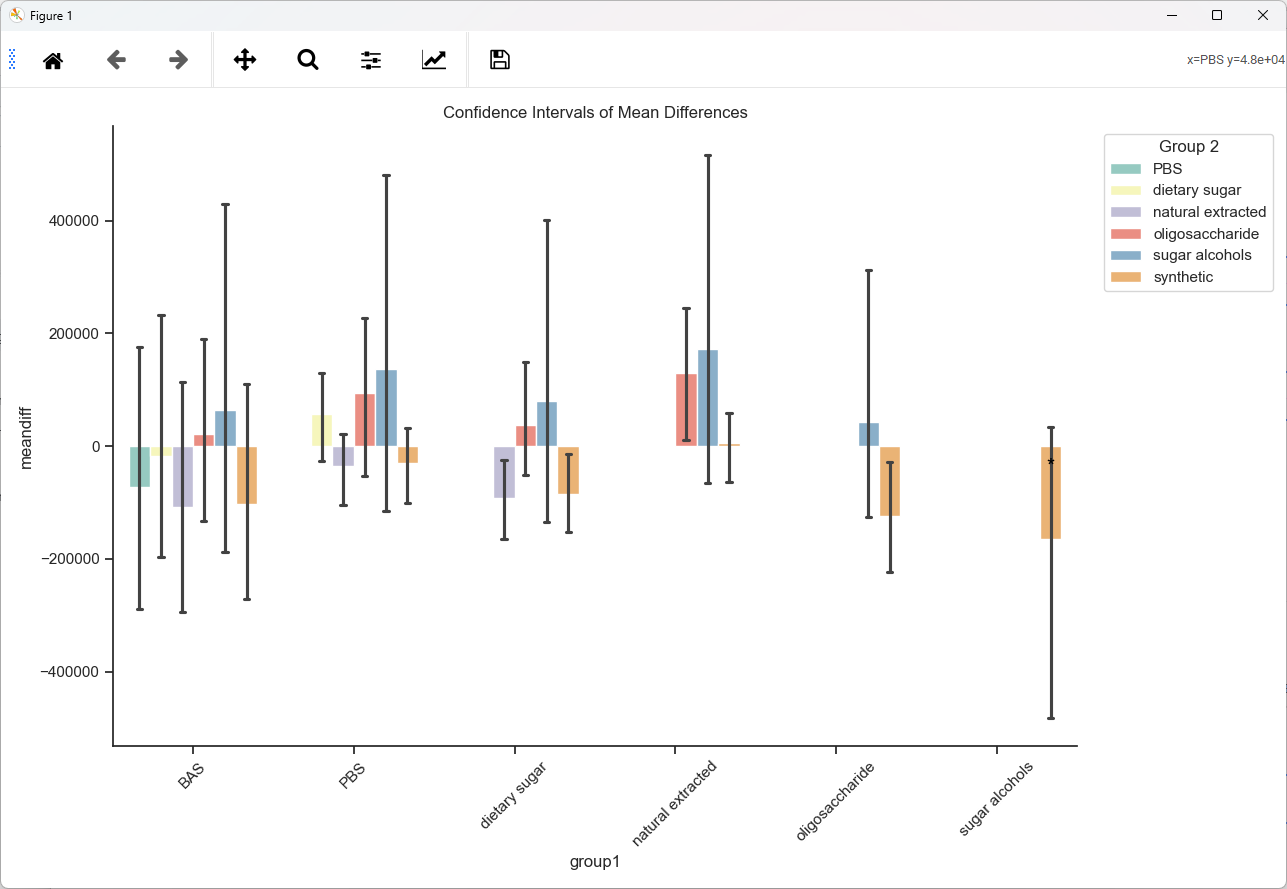 Figure 1
x=PBS y=4.8e+04
Confidence Intervals of Mean Differences
Group 2
PBS
dietary sugar
natural extracted
oligosaccharide
sugar alcohols
synthetic
meandiff
400000
200000
0
−200000
−400000
*
BAS
PBS
dietary sugar
natural extracted
oligosaccharide
sugar alcohols
group1